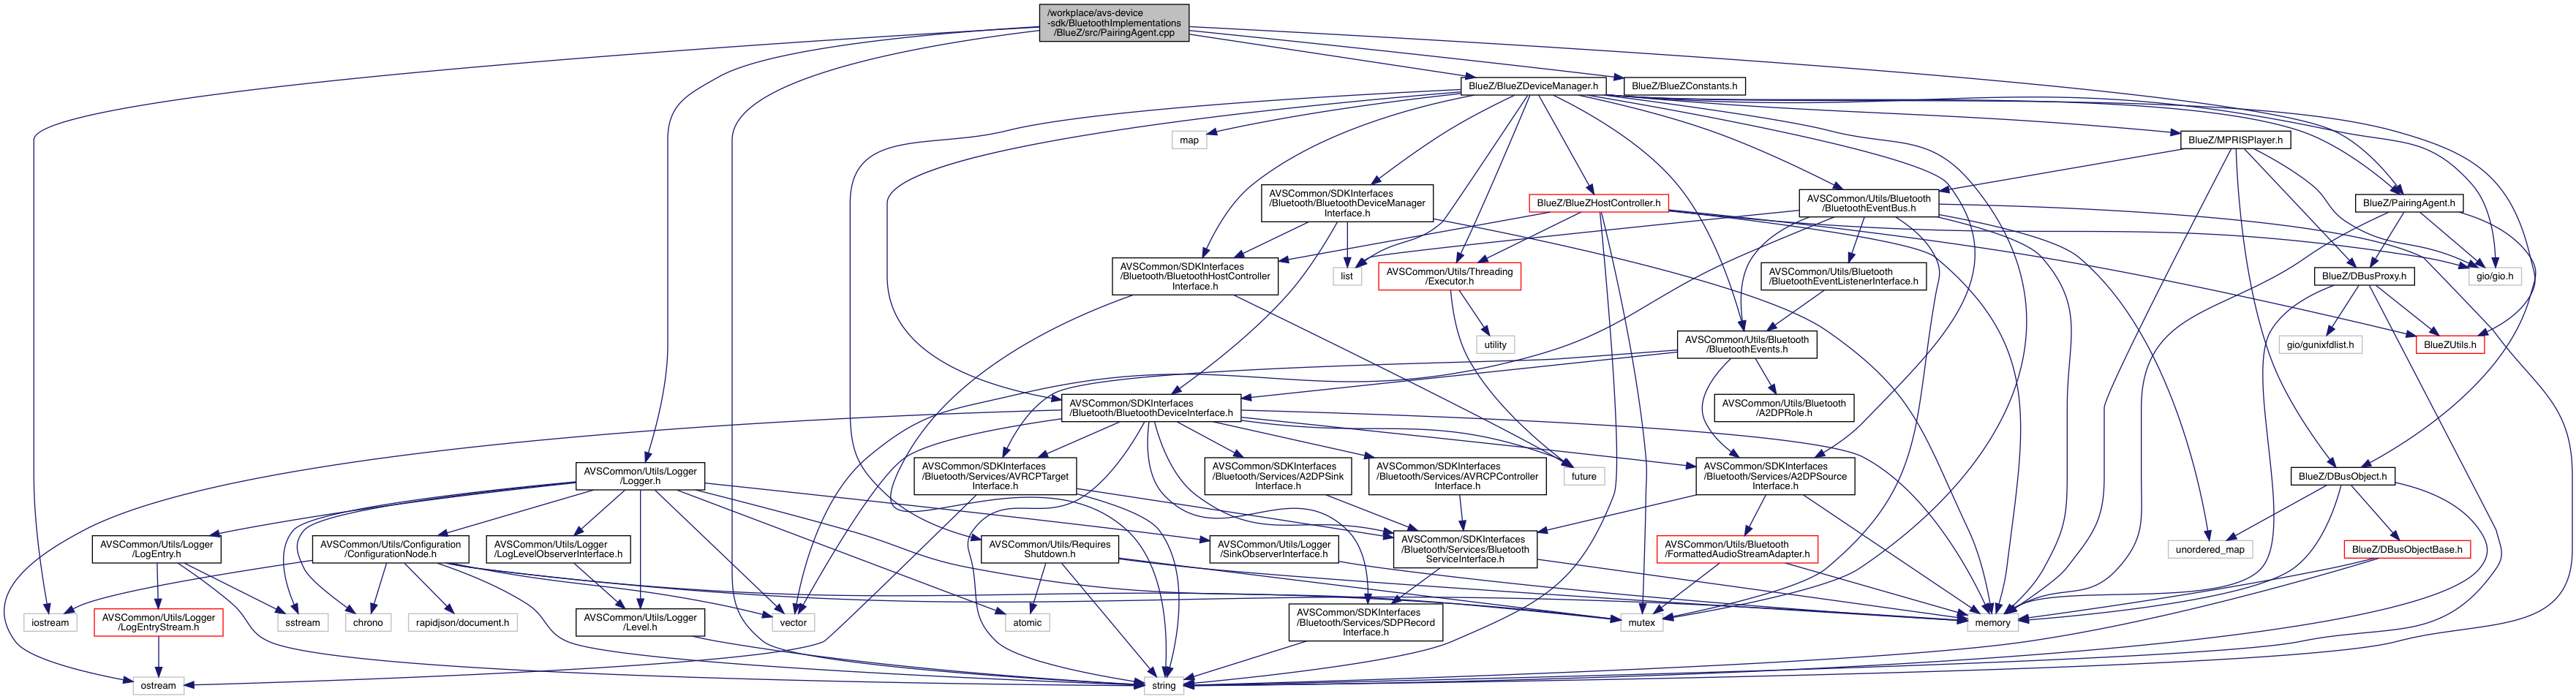 /workplace/avs-device
-sdk/BluetoothImplementations
/BlueZ/src/PairingAgent.cpp
BlueZ/BlueZDeviceManager.h
BlueZ/BlueZConstants.h
map
BlueZ/MPRISPlayer.h
AVSCommon/SDKInterfaces
/Bluetooth/BluetoothDeviceManager
Interface.h
BlueZ/BlueZHostController.h
AVSCommon/Utils/Bluetooth
/BluetoothEventBus.h
BlueZ/PairingAgent.h
AVSCommon/SDKInterfaces
/Bluetooth/BluetoothHostController
Interface.h
list
AVSCommon/Utils/Threading
/Executor.h
AVSCommon/Utils/Bluetooth
/BluetoothEventListenerInterface.h
BlueZ/DBusProxy.h
gio/gio.h
utility
AVSCommon/Utils/Bluetooth
/BluetoothEvents.h
gio/gunixfdlist.h
BlueZUtils.h
AVSCommon/SDKInterfaces
/Bluetooth/BluetoothDeviceInterface.h
AVSCommon/Utils/Bluetooth
/A2DPRole.h
AVSCommon/Utils/Logger
/Logger.h
AVSCommon/SDKInterfaces
/Bluetooth/Services/AVRCPTarget
Interface.h
AVSCommon/SDKInterfaces
/Bluetooth/Services/A2DPSink
Interface.h
AVSCommon/SDKInterfaces
/Bluetooth/Services/AVRCPController
Interface.h
future
AVSCommon/SDKInterfaces
/Bluetooth/Services/A2DPSource
Interface.h
BlueZ/DBusObject.h
AVSCommon/Utils/Logger
/LogEntry.h
AVSCommon/Utils/Configuration
/ConfigurationNode.h
AVSCommon/Utils/Logger
/LogLevelObserverInterface.h
AVSCommon/Utils/Requires
Shutdown.h
AVSCommon/Utils/Logger
/SinkObserverInterface.h
AVSCommon/SDKInterfaces
/Bluetooth/Services/Bluetooth
ServiceInterface.h
AVSCommon/Utils/Bluetooth
/FormattedAudioStreamAdapter.h
unordered_map
BlueZ/DBusObjectBase.h
iostream
AVSCommon/Utils/Logger
/LogEntryStream.h
sstream
chrono
rapidjson/document.h
AVSCommon/Utils/Logger
/Level.h
vector
atomic
AVSCommon/SDKInterfaces
/Bluetooth/Services/SDPRecord
Interface.h
mutex
memory
ostream
string